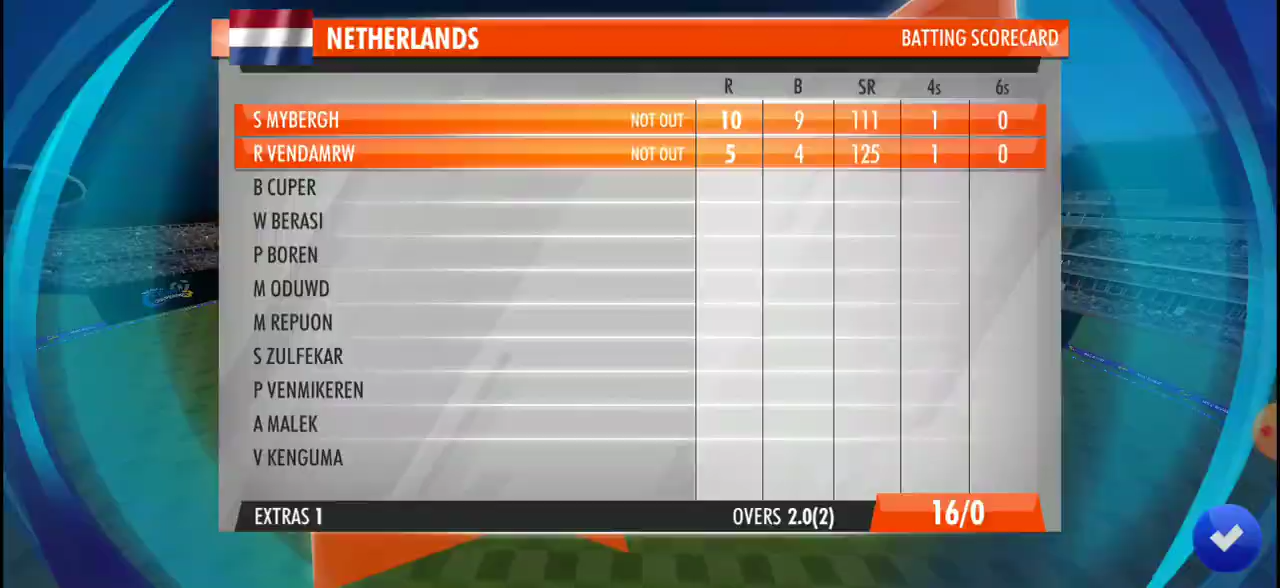 NETHERLANDS BATTING SCORECARD
R B SR 4s 6s
S MYBERGH NOT OUT 10 9 111 1 0
R VENDAMRW NOT OUT 5 4 125 1 0
B CUPER
W BERASI
P BOREN
M ODUWD
M REPUON
S ZULFEKAR
P VENMIKEREN
A MALEK
V KENGUMA
EXTRAS 1 OVERS 2.0(2) 16/0